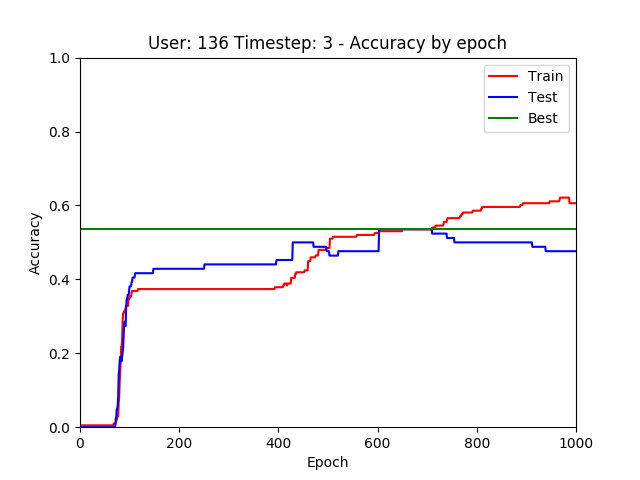 User: 136 Timestep: 3 - Accuracy by epoch
1.0
0.8
0.6
0.4
0.2
0.0
Accuracy
Train
Test
Best
0 200 400 600 800 1000
Epoch